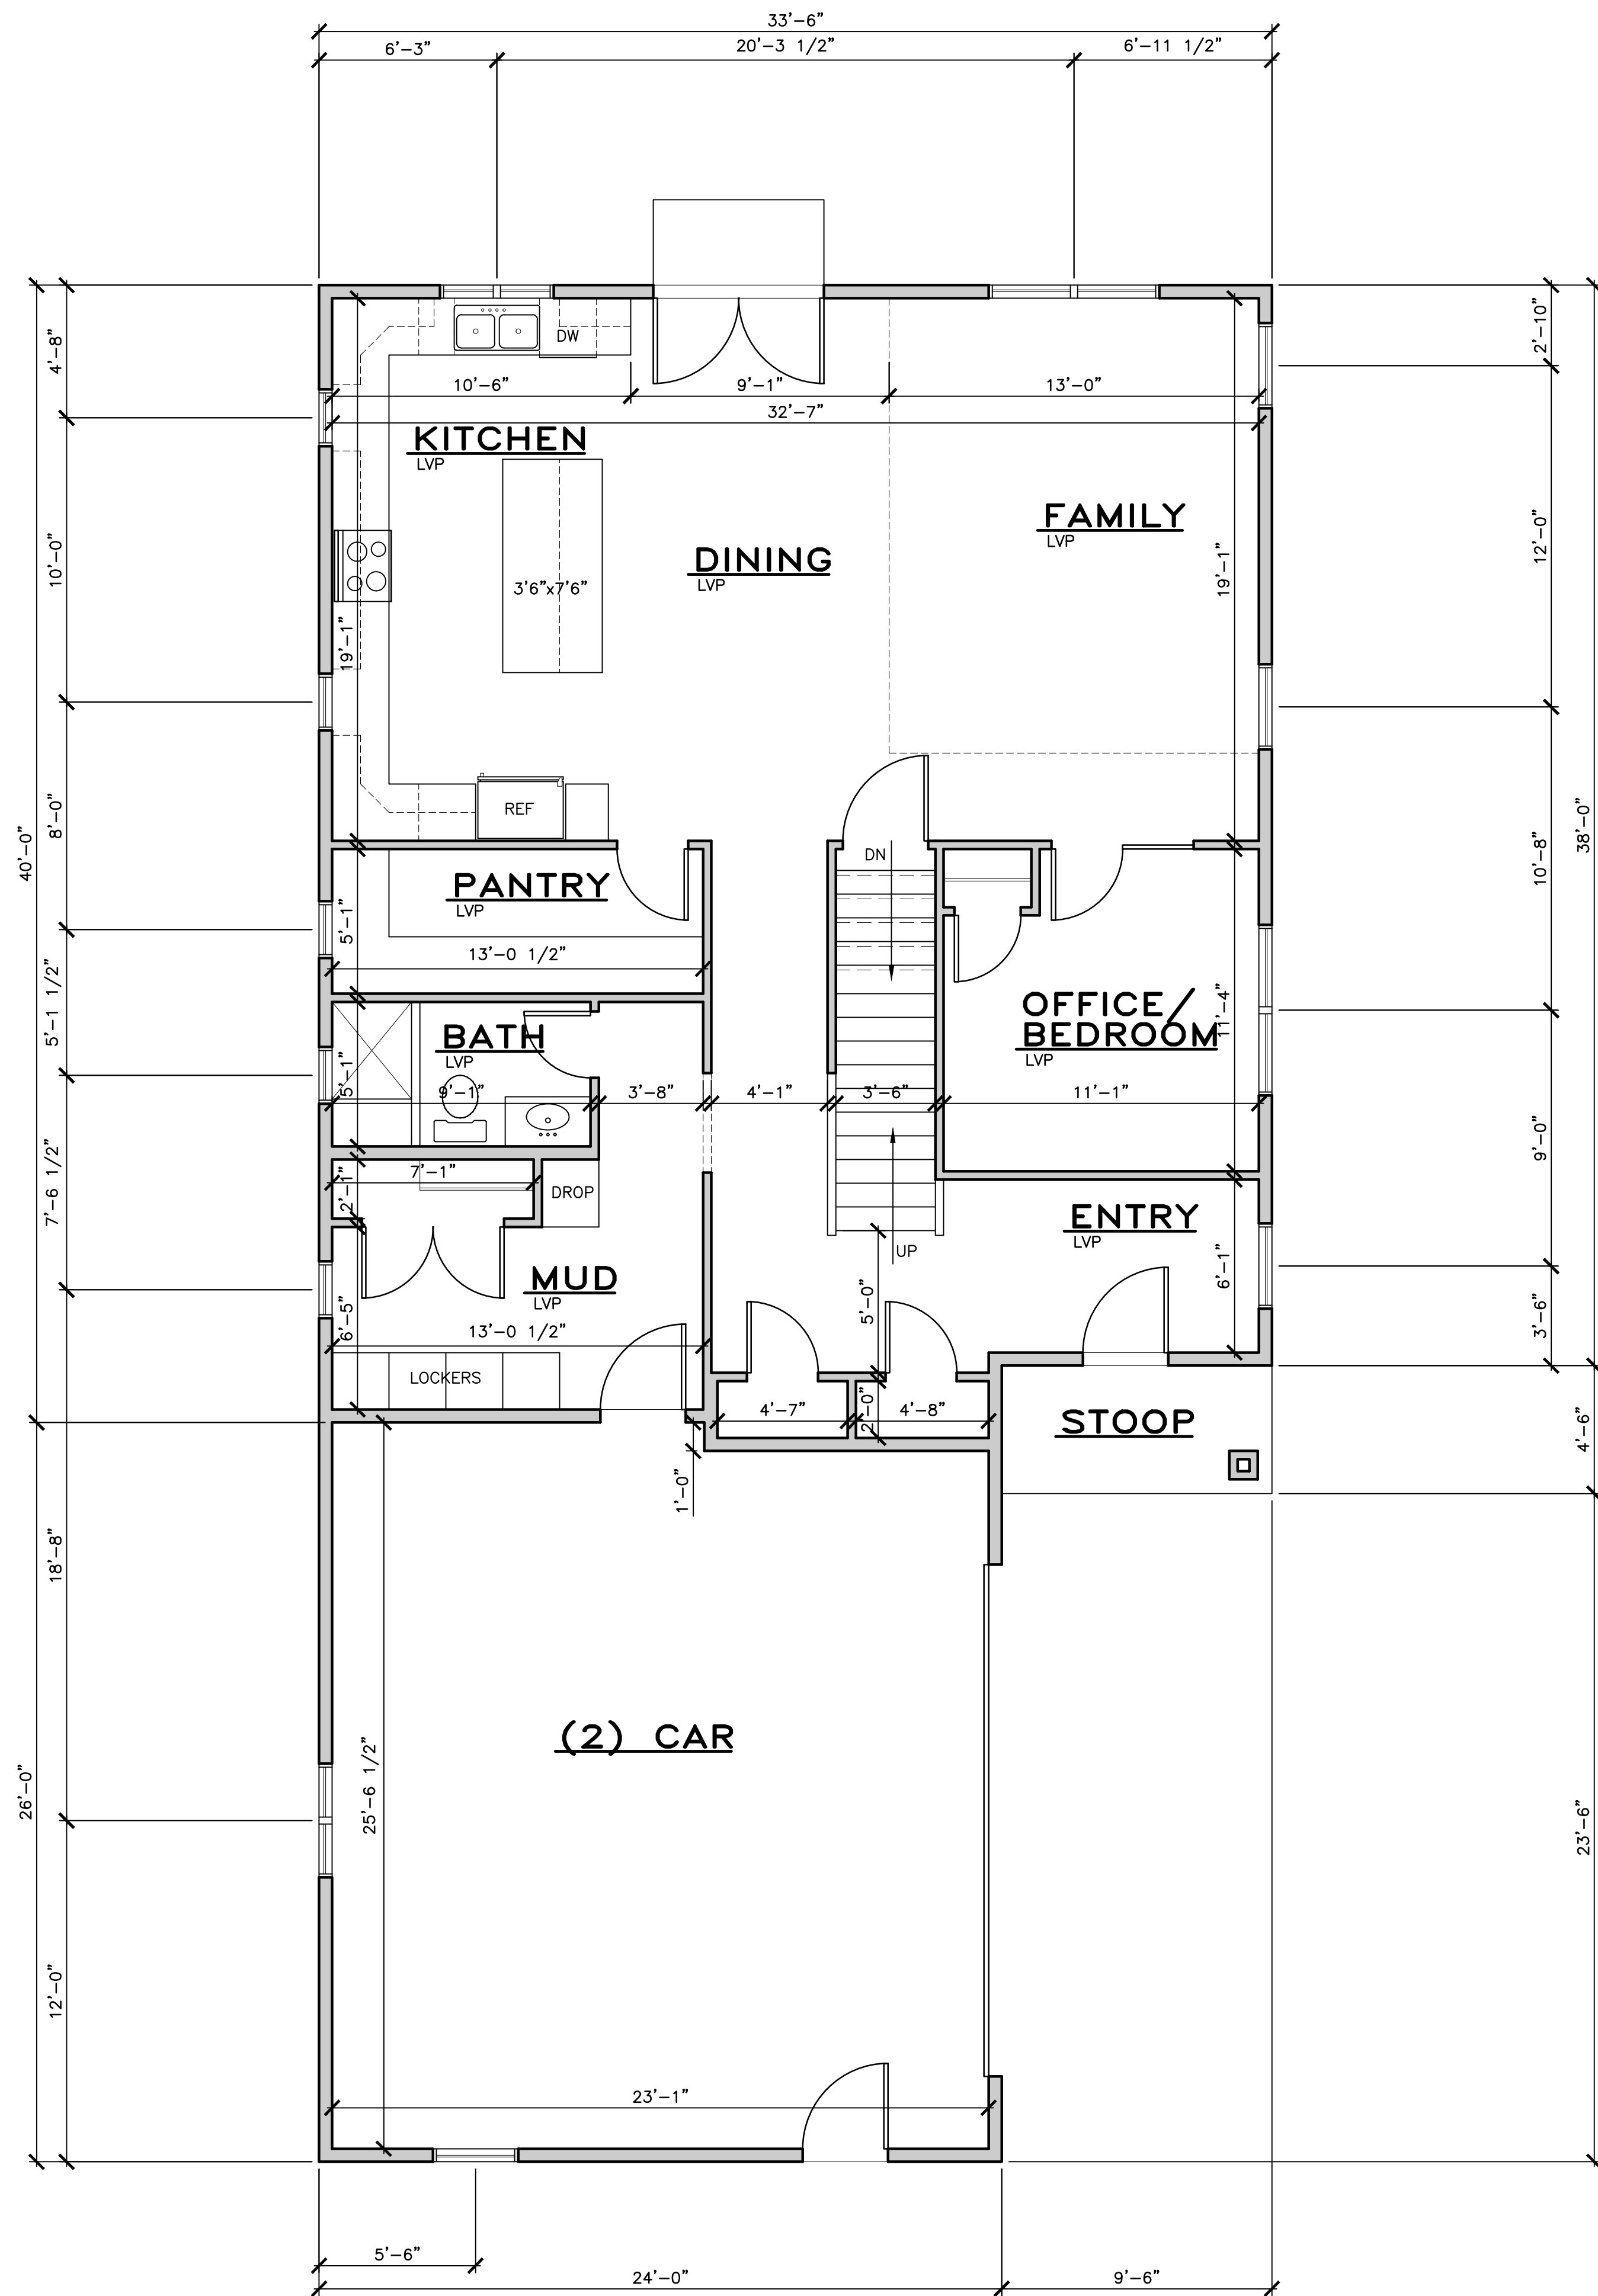 33'-6"
6'-3"
20'-3 1/2"
6'-11 1/2"
4'-8"
2'-10"
DW
10'-6"
9'-1"
13'-0"
32'-7"
KITCHEN
LVP
FAMILY
LVP
10'-0"
12'-0"
DINING
LVP
3'6"x7'6"
19'-1"
19'-1"
REF
8'-0"
40'-0"
38'-0"
10'-8"
DN
PANTRY
LVP
5'-1"
13'-0 1/2"
5'-1 1/2"
OFFICE/
BEDROOM
LVP
11'-4"
BATH
LVP
5'-1"
9'-1"
3'-8"
4'-1"
3'-6"
11'-1"
9'-0"
7'-6 1/2"
7'-1"
2'-1"
DROP
ENTRY
LVP
UP
6'-1"
MUD
LVP
5'-0"
3'-6"
6'-5"
13'-0 1/2"
LOCKERS
4'-7"
2'-0"
4'-8"
STOOP
4'-6"
1'-0"
18'-8"
(2) CAR
25'-6 1/2"
26'-0"
23'-6"
12'-0"
23'-1"
5'-6"
24'-0"
9'-6"